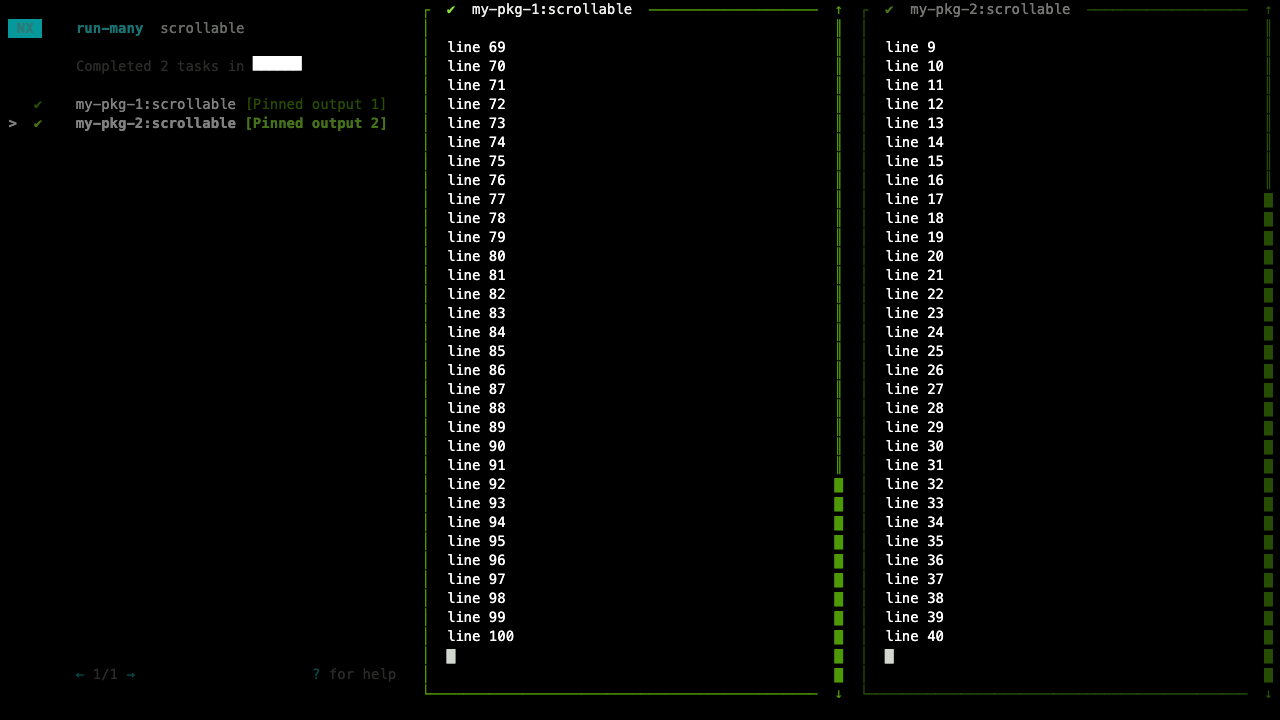 NX run-many scrollable
Completed 2 tasks in
✔ my-pkg-1:scrollable [Pinned output 1]
> ✔ my-pkg-2:scrollable [Pinned output 2]
← 1/1 →
? for help
✔ my-pkg-1:scrollable
line 69
line 70
line 71
line 72
line 73
line 74
line 75
line 76
line 77
line 78
line 79
line 80
line 81
line 82
line 83
line 84
line 85
line 86
line 87
line 88
line 89
line 90
line 91
line 92
line 93
line 94
line 95
line 96
line 97
line 98
line 99
line 100
✔ my-pkg-2:scrollable
line 9
line 10
line 11
line 12
line 13
line 14
line 15
line 16
line 17
line 18
line 19
line 20
line 21
line 22
line 23
line 24
line 25
line 26
line 27
line 28
line 29
line 30
line 31
line 32
line 33
line 34
line 35
line 36
line 37
line 38
line 39
line 40